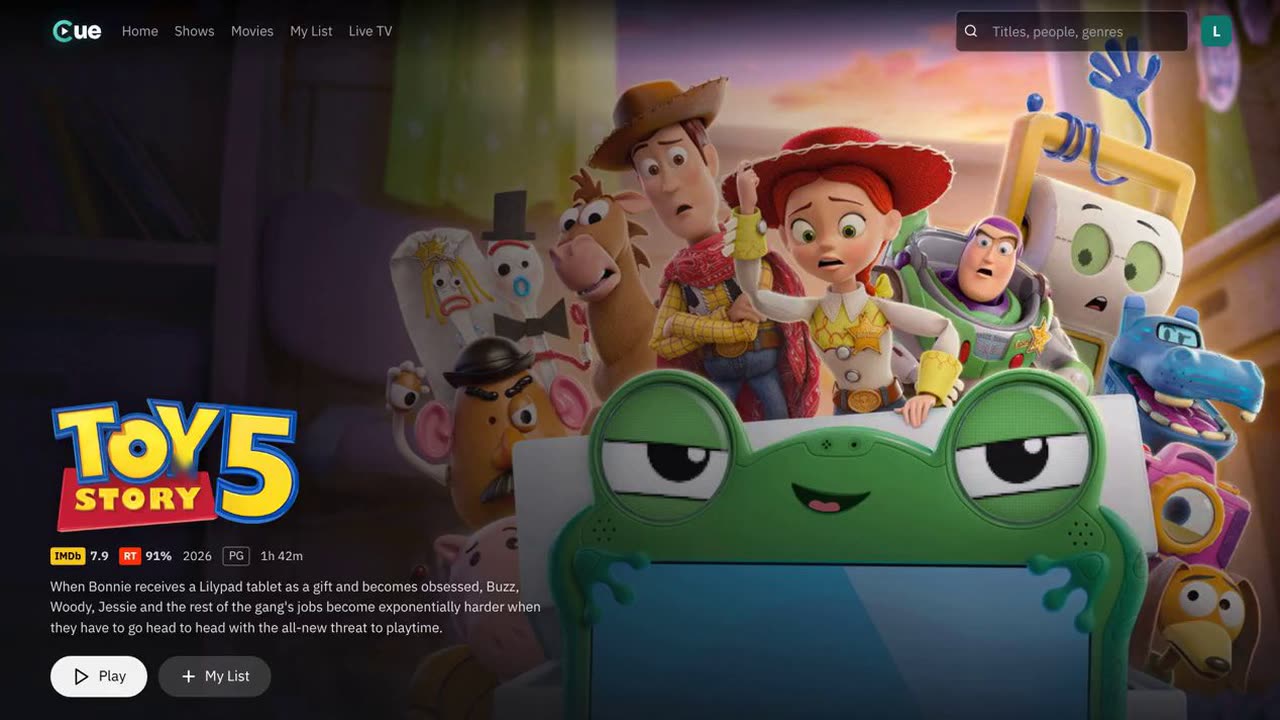 Cue Home Shows Movies My List Live TV Titles, people, genres L
TOY
STORY 5
IMDb 7.9 RT 91% 2026 PG 1h 42m
When Bonnie receives a Lilypad tablet as a gift and becomes obsessed, Buzz,
Woody, Jessie and the rest of the gang's jobs become exponentially harder when
they have to go head to head with the all-new threat to playtime.
Play + My List